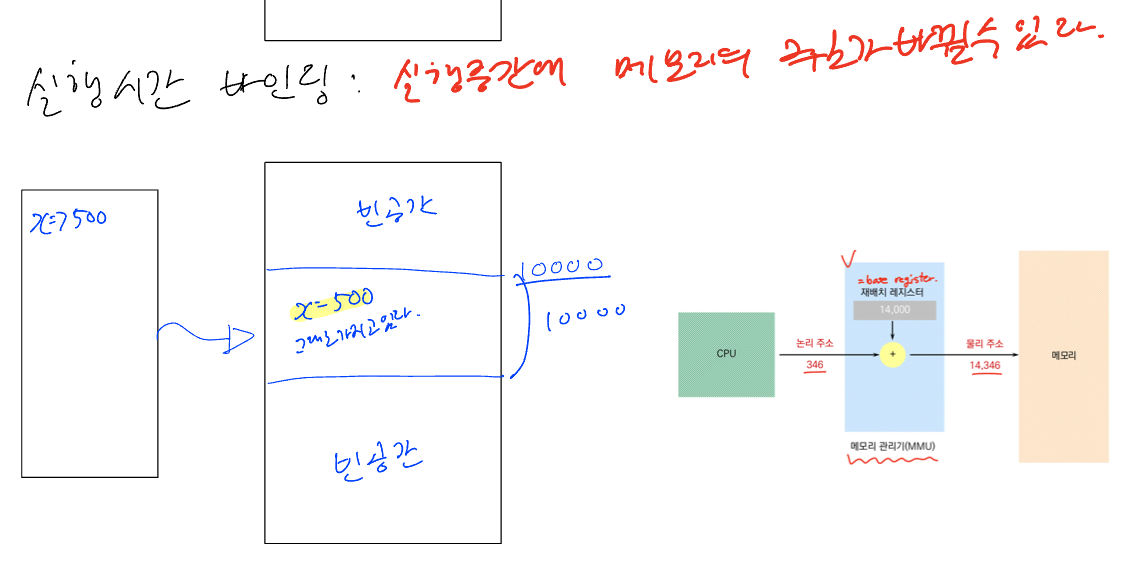 실행시간 바인딩 : 실행중간에 메모리의 주소가 바뀔수 있다.
x=>500
빈공간
10000
x=500
그대로가지고있다.
10000
빈공간
=base register.
재배치 레지스터
14,000
CPU
논리 주소
346
+
물리 주소
14,346
메모리
메모리 관리기(MMU)